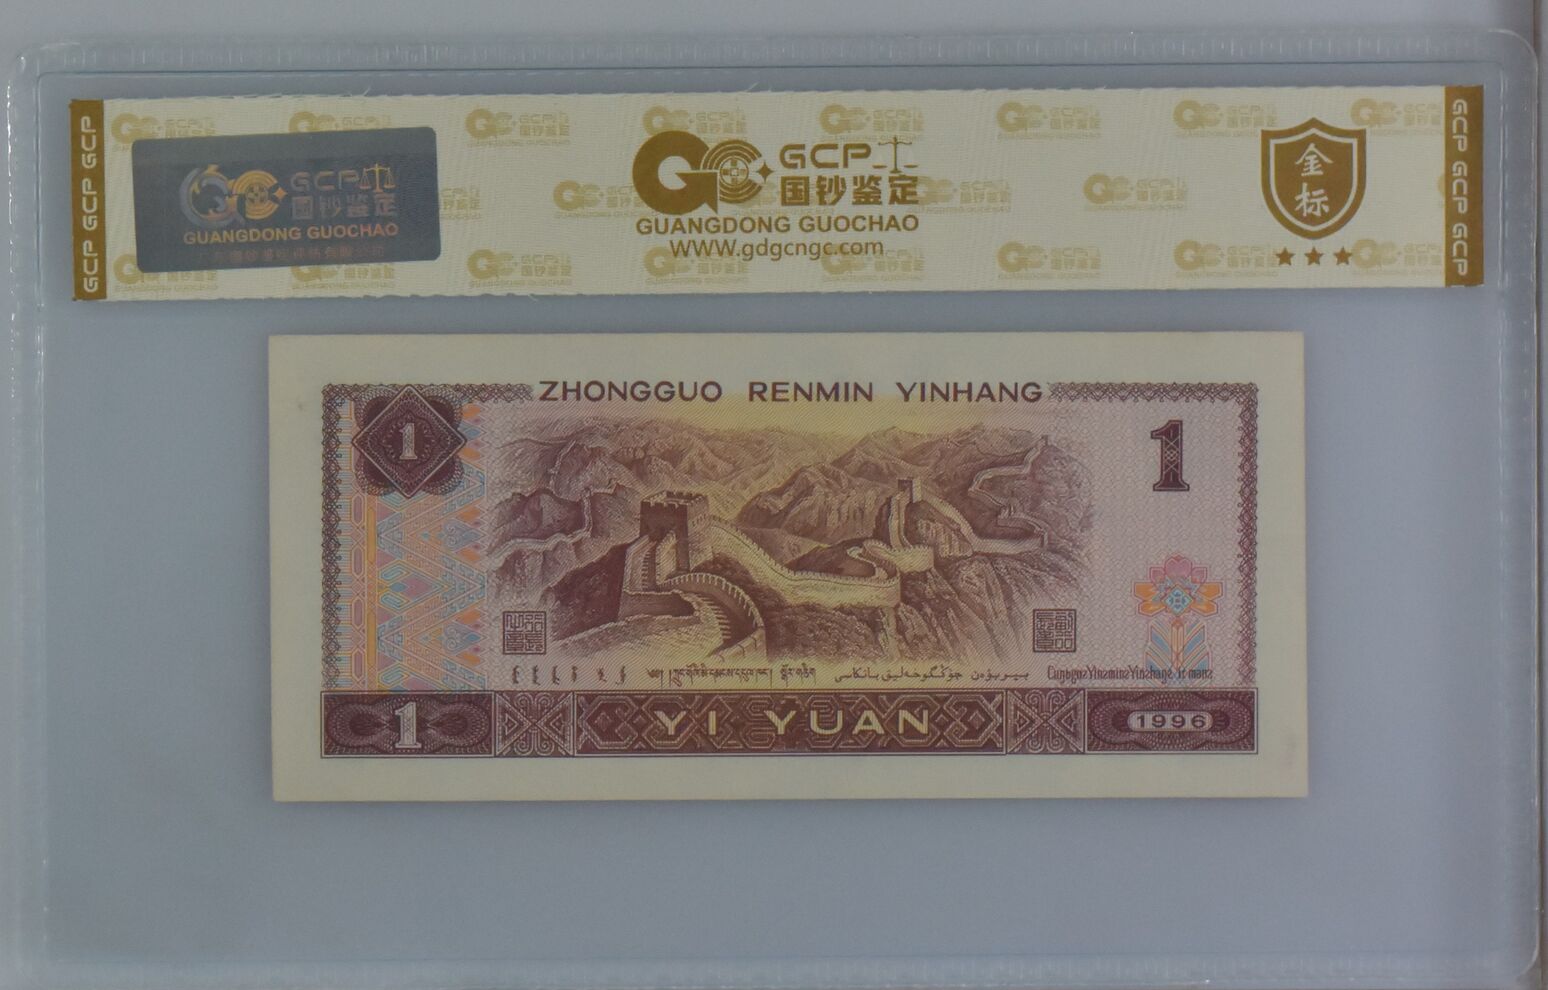 GCP GCP GCP
GCP
国钞鉴定
GUANGDONG GUOCHAO
GCP
国钞鉴定
GUANGDONG GUOCHAO
WWW.gdgcngc.com
金
标
GCP GCP GCP
ZHONGGUO RENMIN YINHANG
1
1
1
YI YUAN
1996